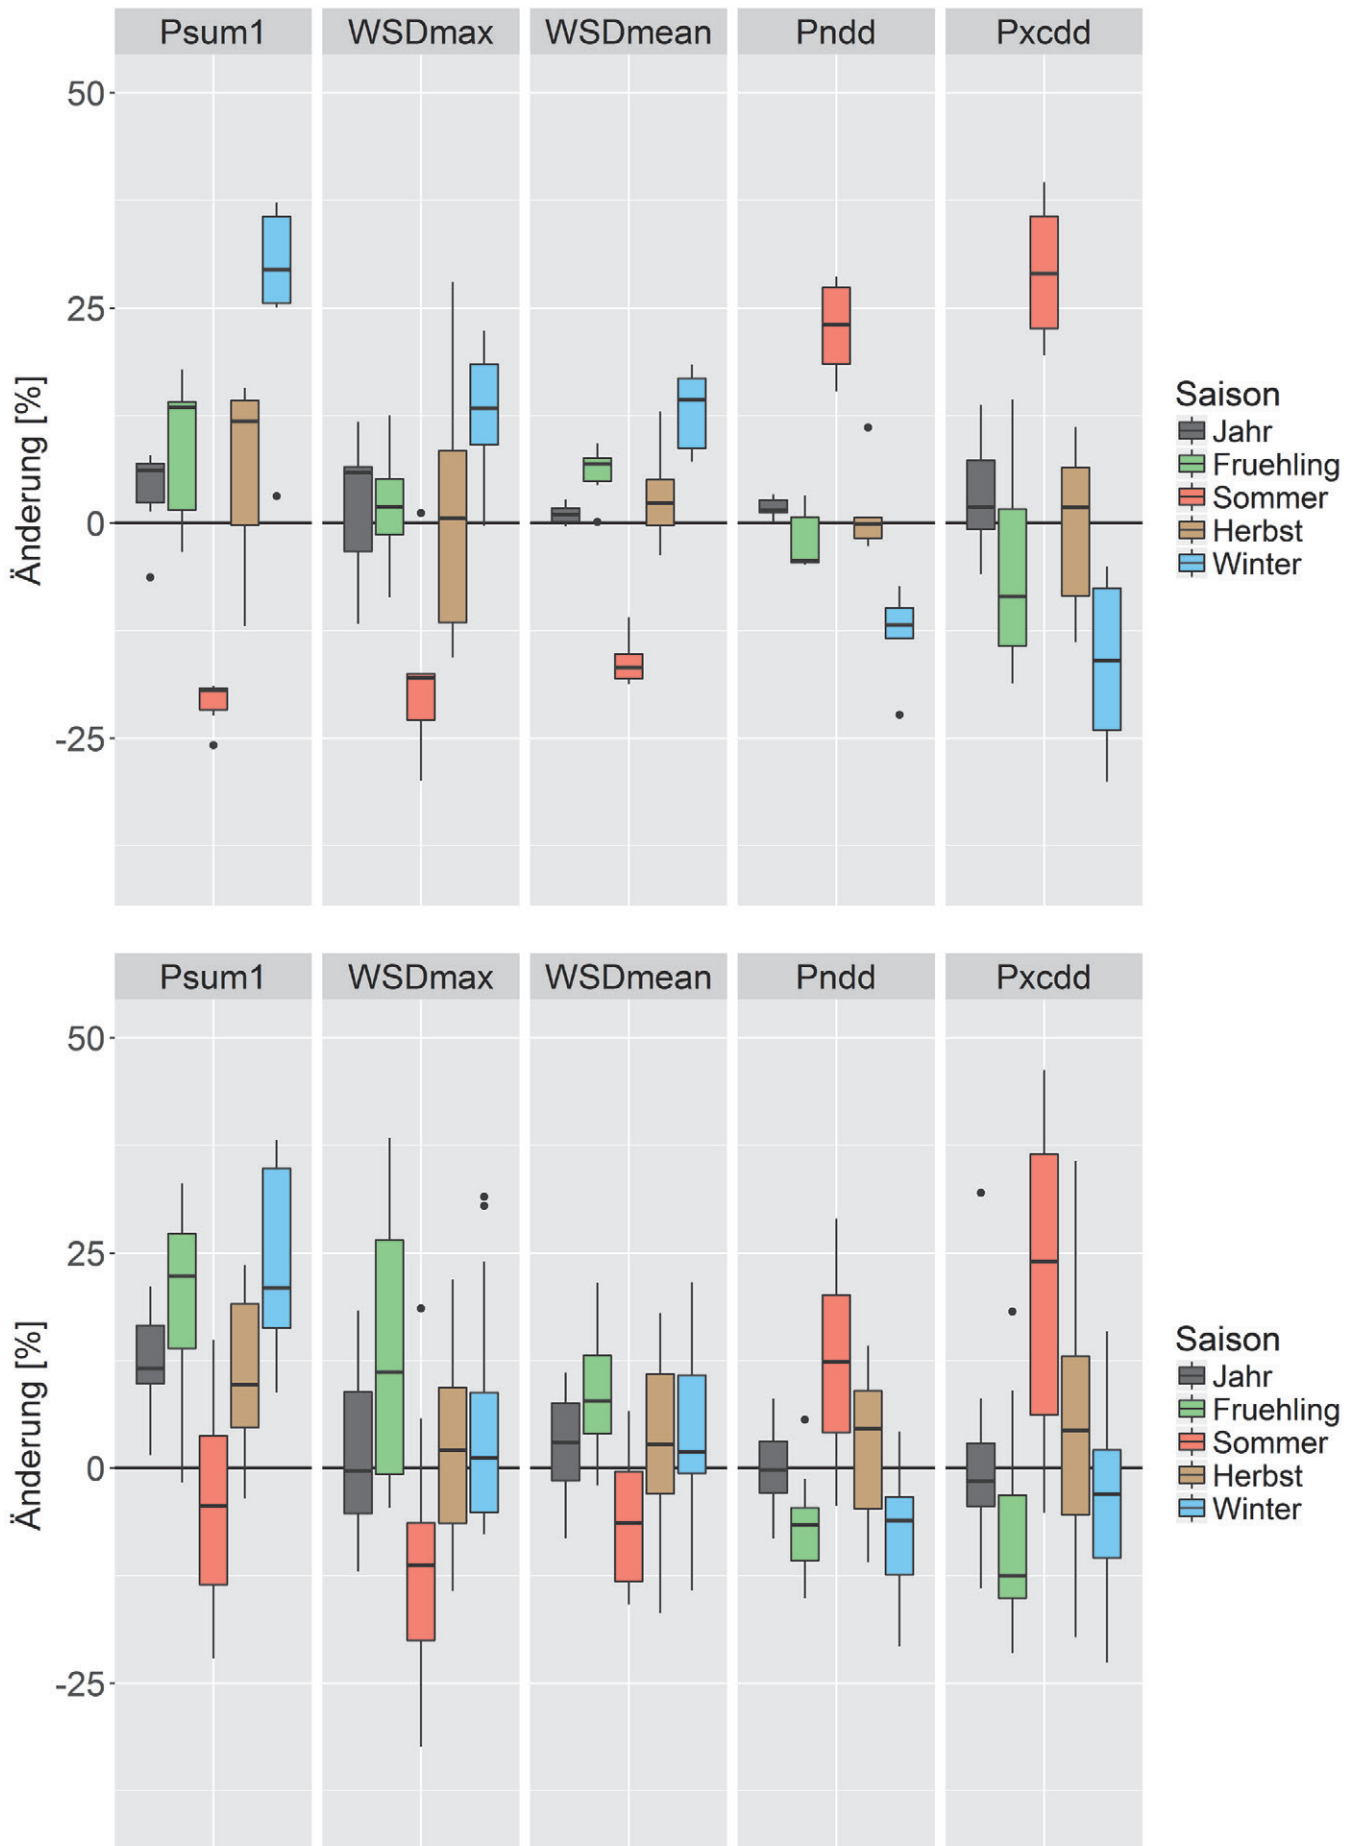 Psum1 WSDmax WSDmean Pndd Pxcdd
50
25
0
-25
Änderung [%]
Saison
Jahr
Fruehling
Sommer
Herbst
Winter
Psum1 WSDmax WSDmean Pndd Pxcdd
50
25
0
-25
Änderung [%]
Saison
Jahr
Fruehling
Sommer
Herbst
Winter